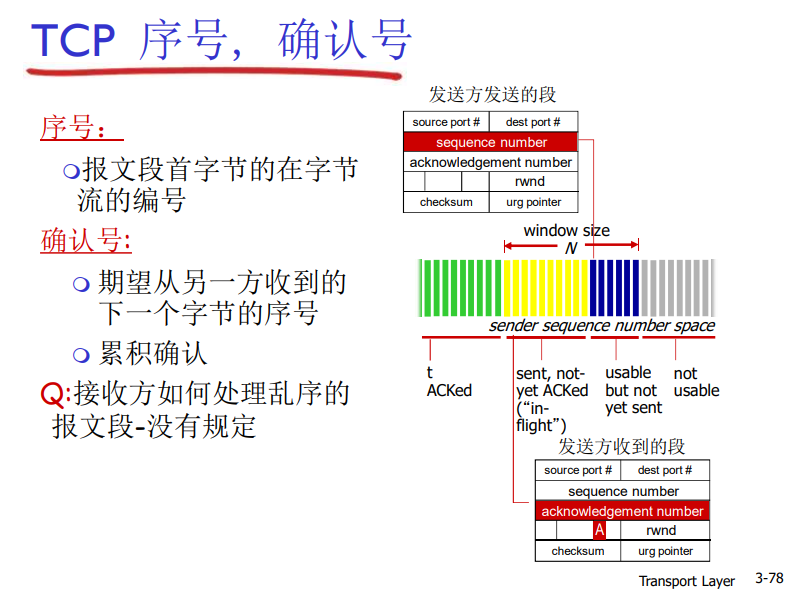 TCP 序号，确认号
序号：
报文段首字节的在字节
流的编号
确认号:
期望从另一方收到的
下一个字节的序号
累积确认
Q:接收方如何处理乱序的
报文段-没有规定
发送方发送的段
source port # dest port #
sequence number
acknowledgement number
rwnd
checksum urg pointer
window size
N
sender sequence number space
t
ACKed
sent, not-
yet ACKed
(“in-
flight”)
usable
but not
yet sent
not
usable
发送方收到的段
source port # dest port #
sequence number
acknowledgement number
A rwnd
checksum urg pointer
Transport Layer 3-78